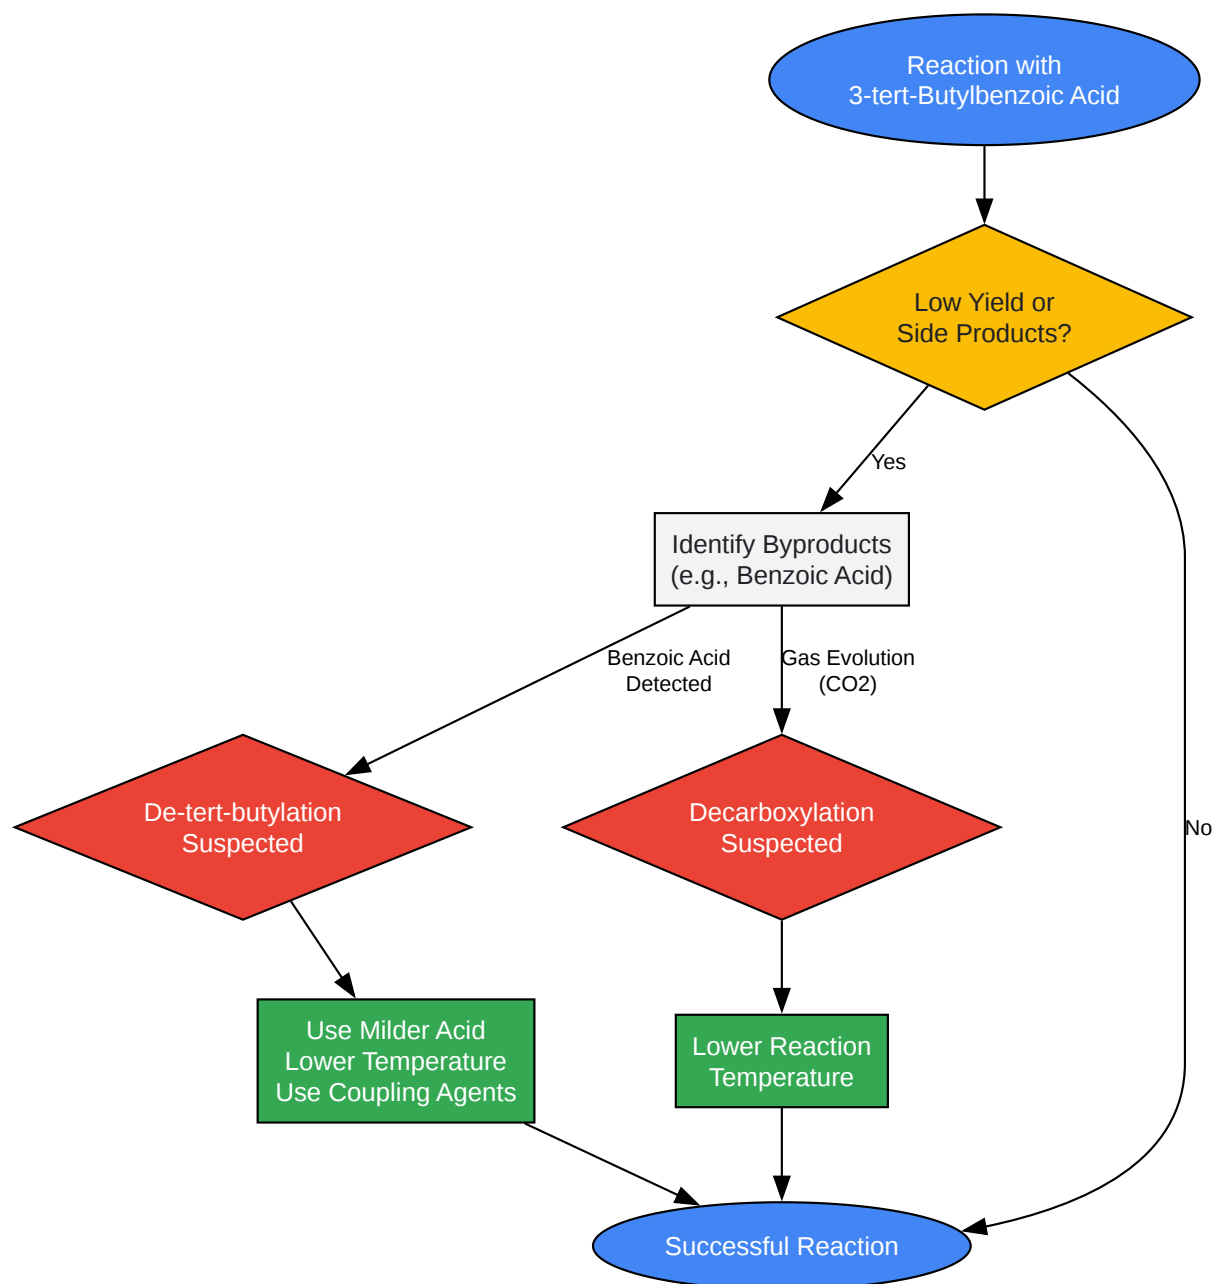 Reaction with
3-tert-Butylbenzoic Acid
Low Yield or
Side Products?
Yes
Identify Byproducts
(e.g., Benzoic Acid)
Benzoic Acid
Detected
Gas Evolution
(CO2)
De-tert-butylation
Suspected
Decarboxylation
Suspected
No
Use Milder Acid
Lower Temperature
Use Coupling Agents
Lower Reaction
Temperature
Successful Reaction